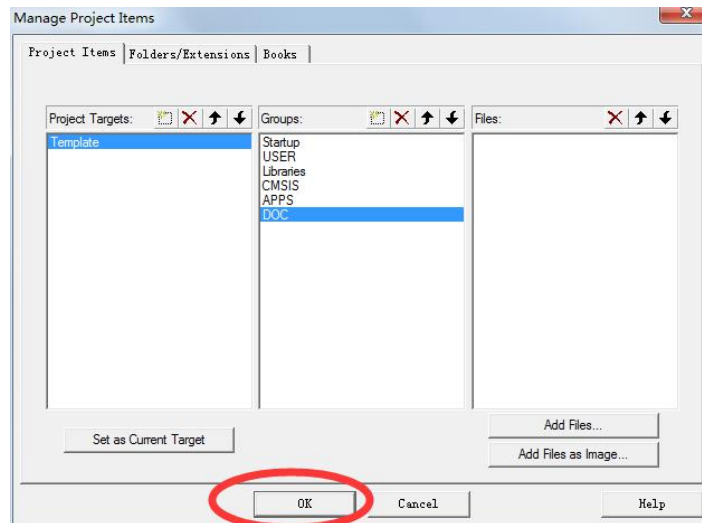 Manage Project Items
Project Items Folders/Extensions Books
Project Targets: Groups: Files:
Template
Startup
USER
Libraries
CMSIS
APPS
DOC
Set as Current Target
Add Files...
Add Files as Image...
OK Cancel Help